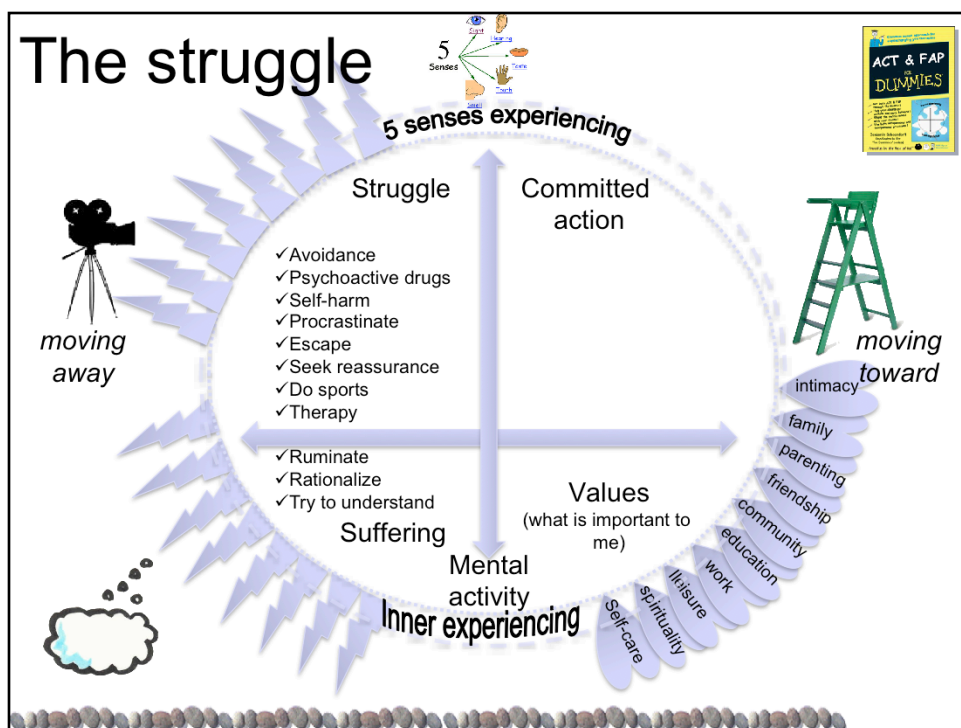 The struggle
5
Senses
Sight
Hearing
Taste
Touch
Smell
ACT & FAP
FOR
DUMMIES
5 senses experiencing
Struggle
Committed
action
✓Avoidance
✓Psychoactive drugs
✓Self-harm
✓Procrastinate
✓Escape
✓Seek reassurance
✓Do sports
✓Therapy
moving
away
moving
toward
✓Ruminate
✓Rationalize
✓Try to understand
Suffering
Values
(what is important to
me)
Mental
activity
Inner experiencing
intimacy
family
parenting
friendship
community
education
work
lleisure
spirituality
Self-care